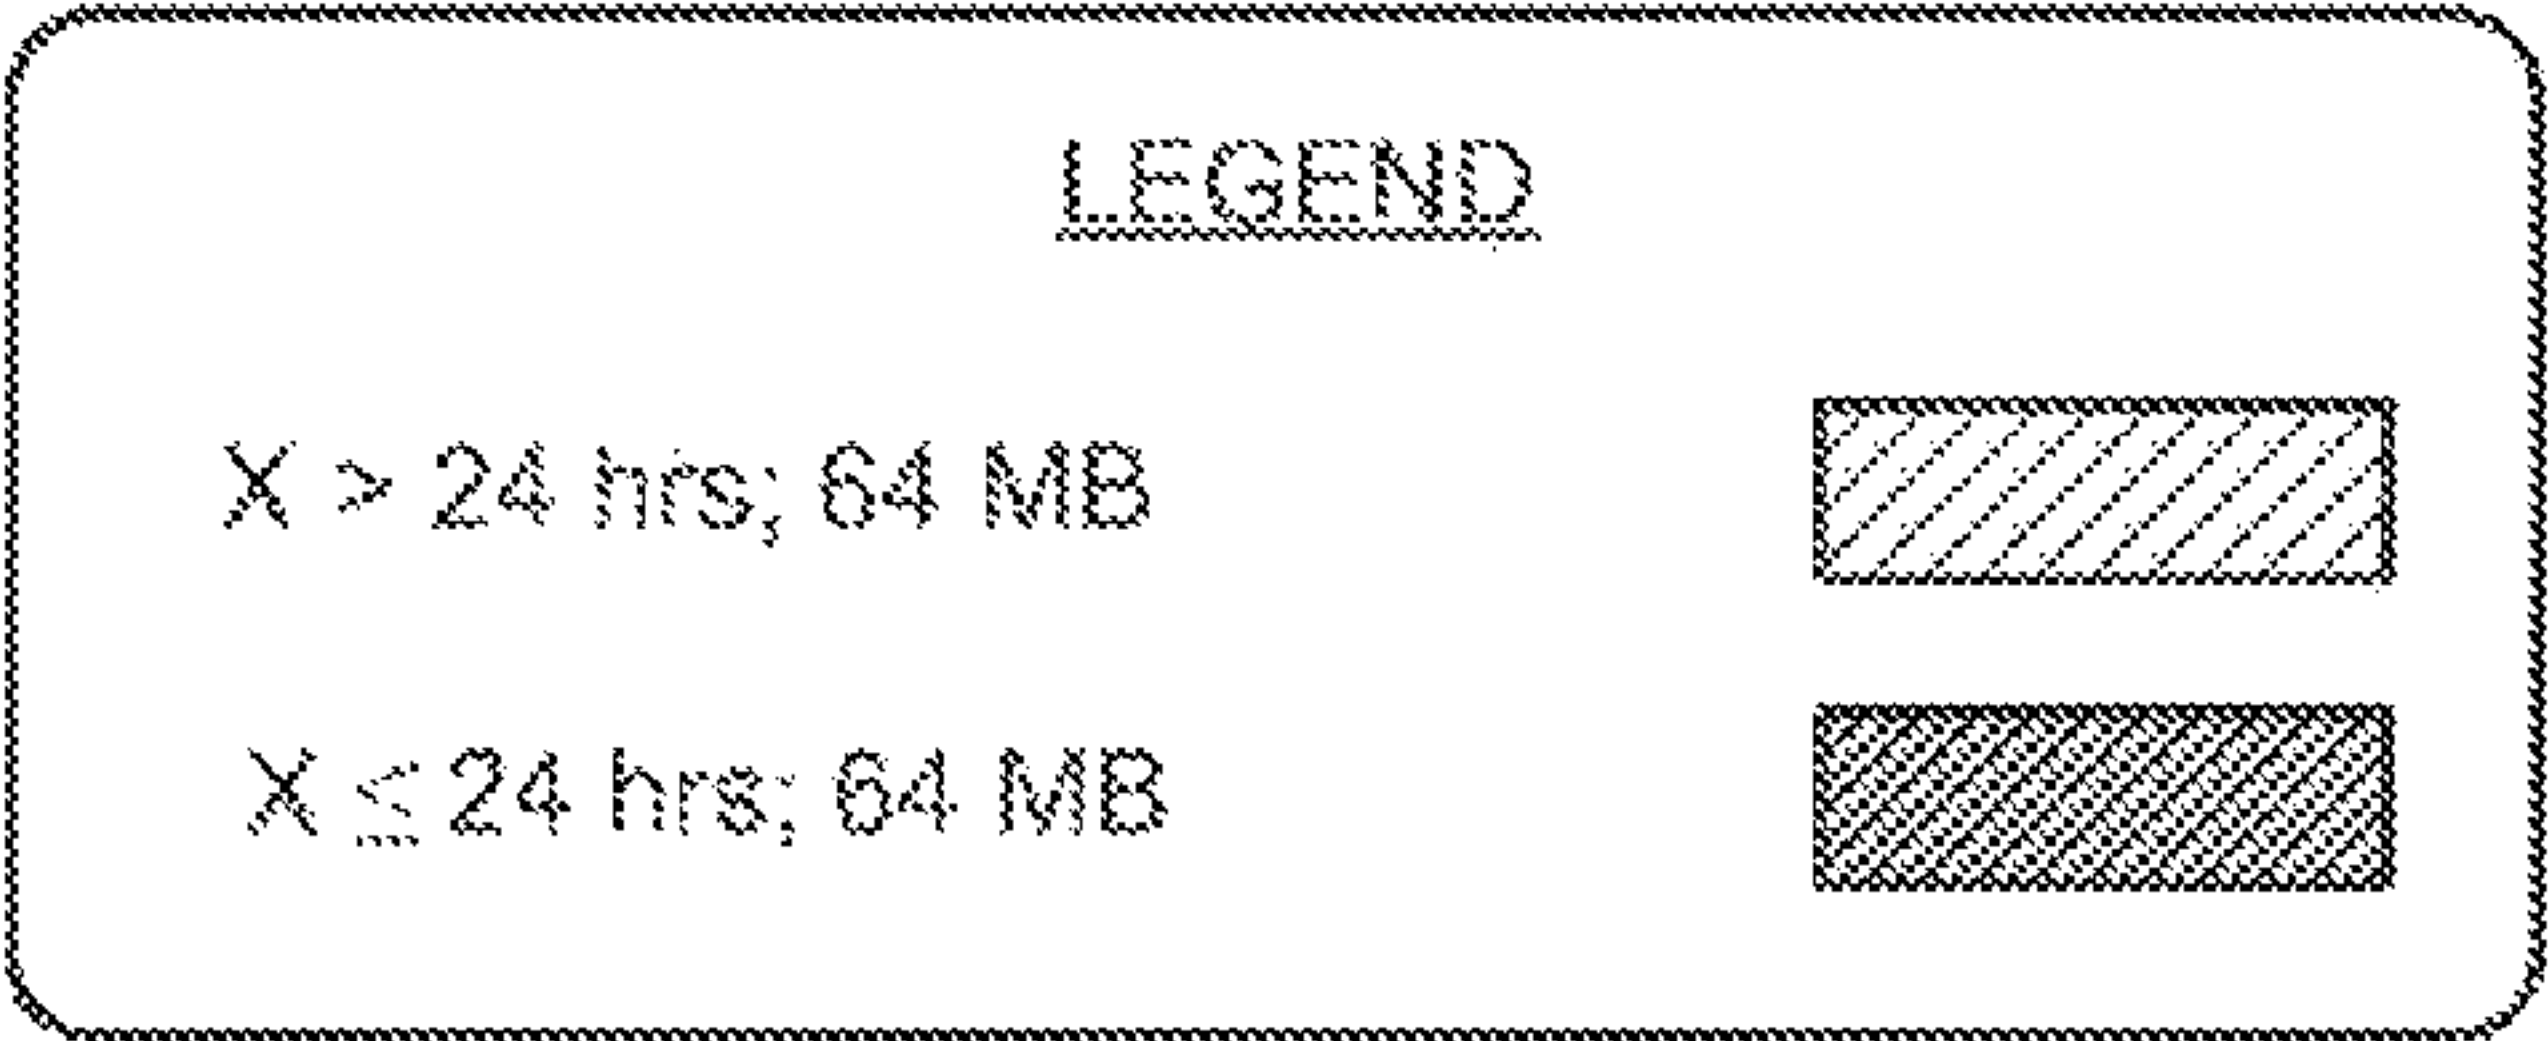 LEGEND
X > 24 hrs; 64 MB
X ≤ 24 hrs; 64 MB